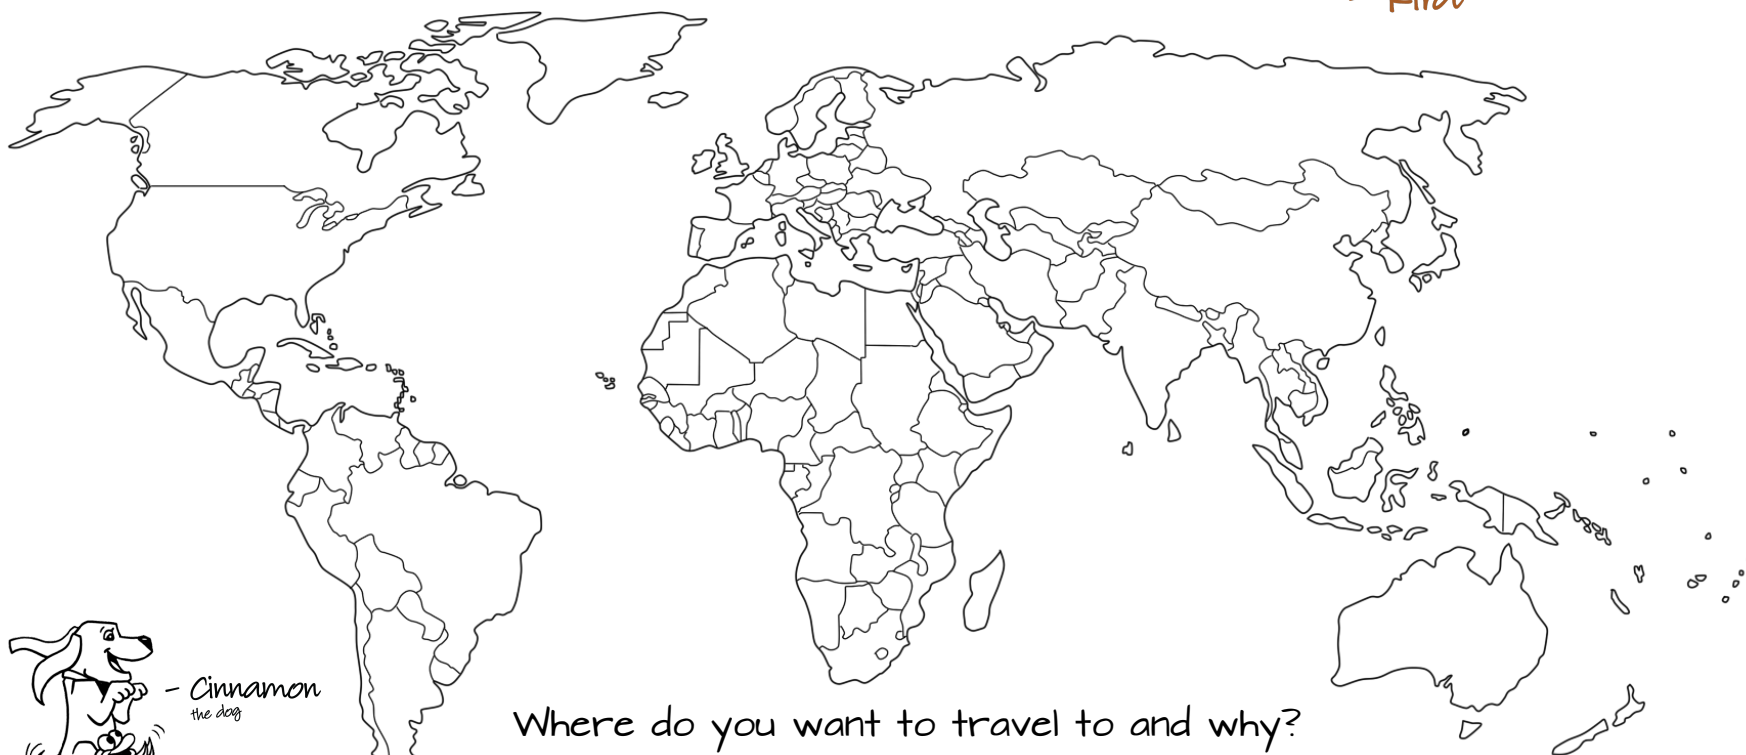 - Cinnamon
the dog
Where do you want to travel to and why?